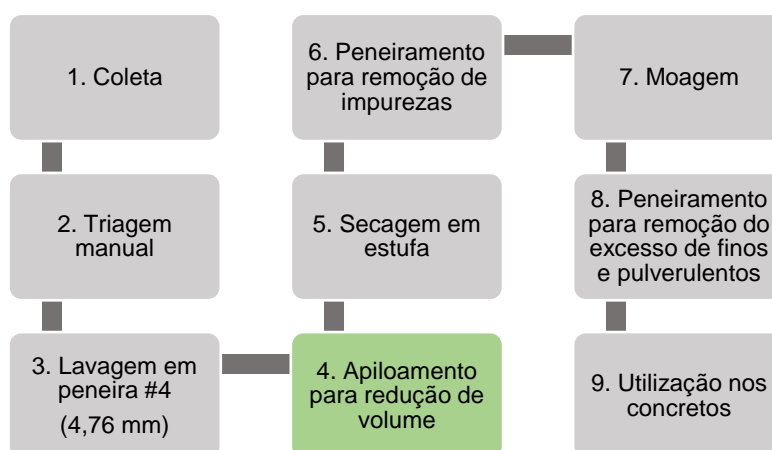 1. Coleta
2. Triagem
manual
3. Lavagem em
peneira #4
(4,76 mm)
4. Apiloamento
para redução de
volume
5. Secagem em
estufa
6. Peneiramento
para remoção de
impurezas
7. Moagem
8. Peneiramento
para remoção do
excesso de finos
e pulverulentos
9. Utilização nos
concretos